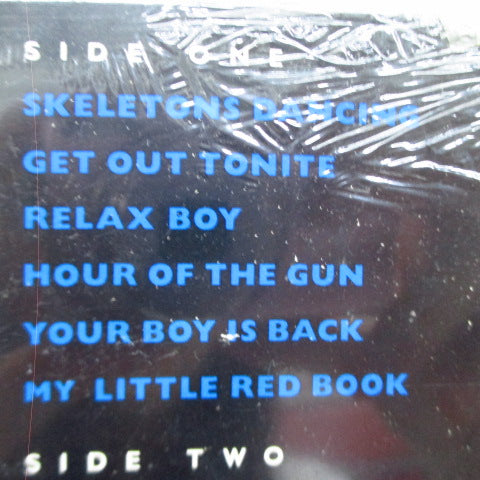 SIDE ONE
SKELETONS DANCING
GET OUT TONITE
RELAX BOY
HOUR OF THE GUN
YOUR BOY IS BACK
MY LITTLE RED BOOK
SIDE TWO